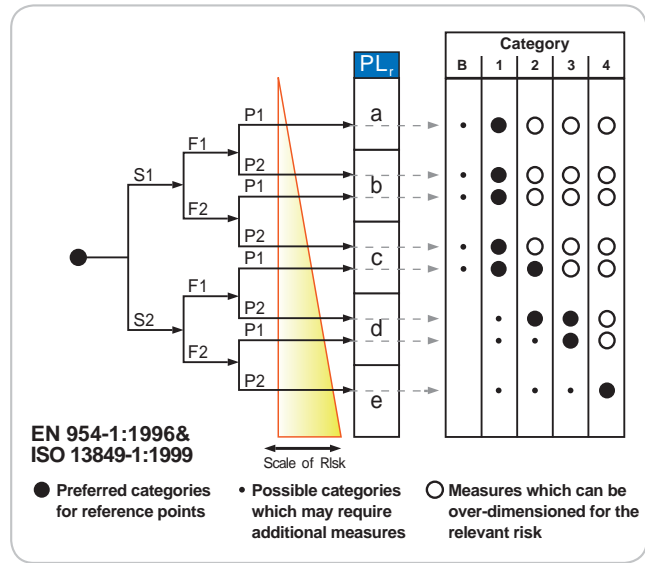 Category
PLr
B 1 2 3 4
P1
a
F1
P2
S1
P1
b
F2
P2
c
P1
F1
P2
S2
d
P1
F2
P2
e
EN 954-1:1996&
ISO 13849-1:1999
Scale of RIsk
Preferred categories
for reference points
Possible categories
which may require
additional measures
Measures which can be
over-dimensioned for the
relevant risk